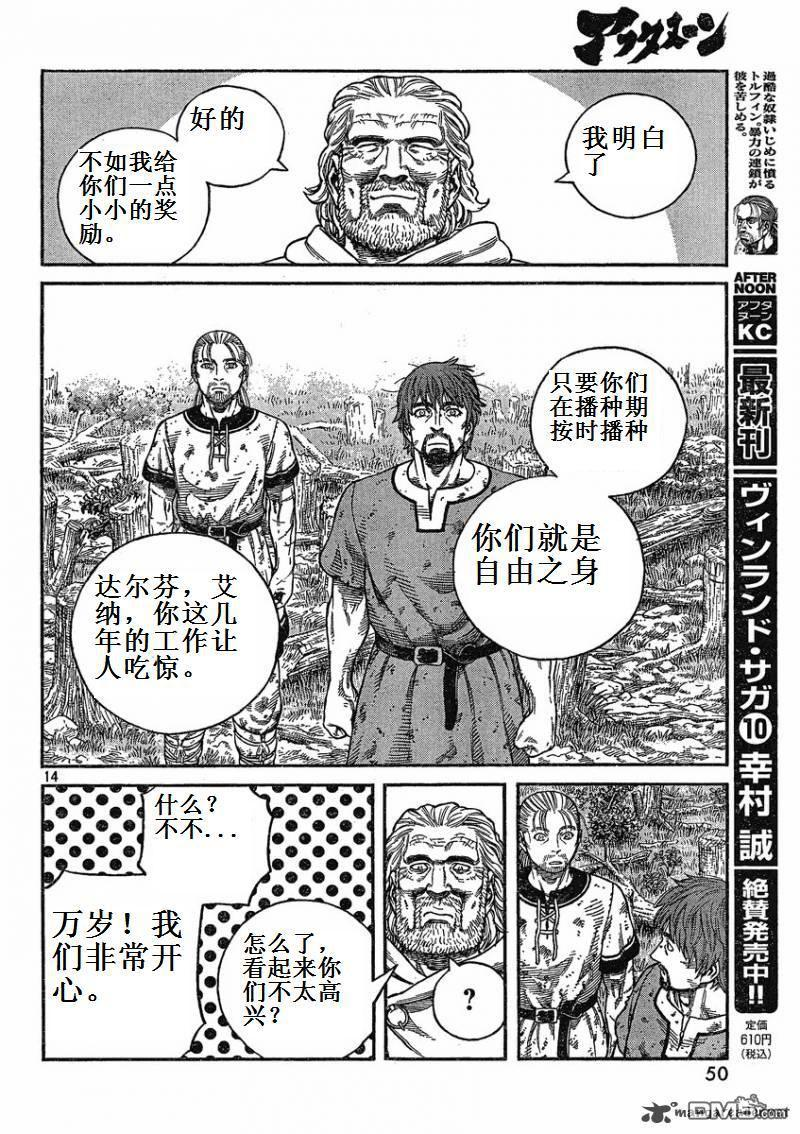 アフタヌーン
我明白
了
好的
不如我给
你们一点
小小的奖
励。
只要你们
在播种期
按时播种
你们就是
自由之身
达尔芬，艾
纳，你这几
年的工作让
人吃惊。
14
?
怎么了，
看起来你
们不太高
兴？
什么？
不不...
万岁！我
们非常开
心。
過酷な奴隷いじめに憤る
トルフィン。暴力の連鎖が
彼を苦しめる。
AFTER
NOON
アフタ
ヌーン
KC
最新刊
ヴィンランド・サガ⑩幸村 誠
絶賛発売中!!
定価
610円
(税込)
50